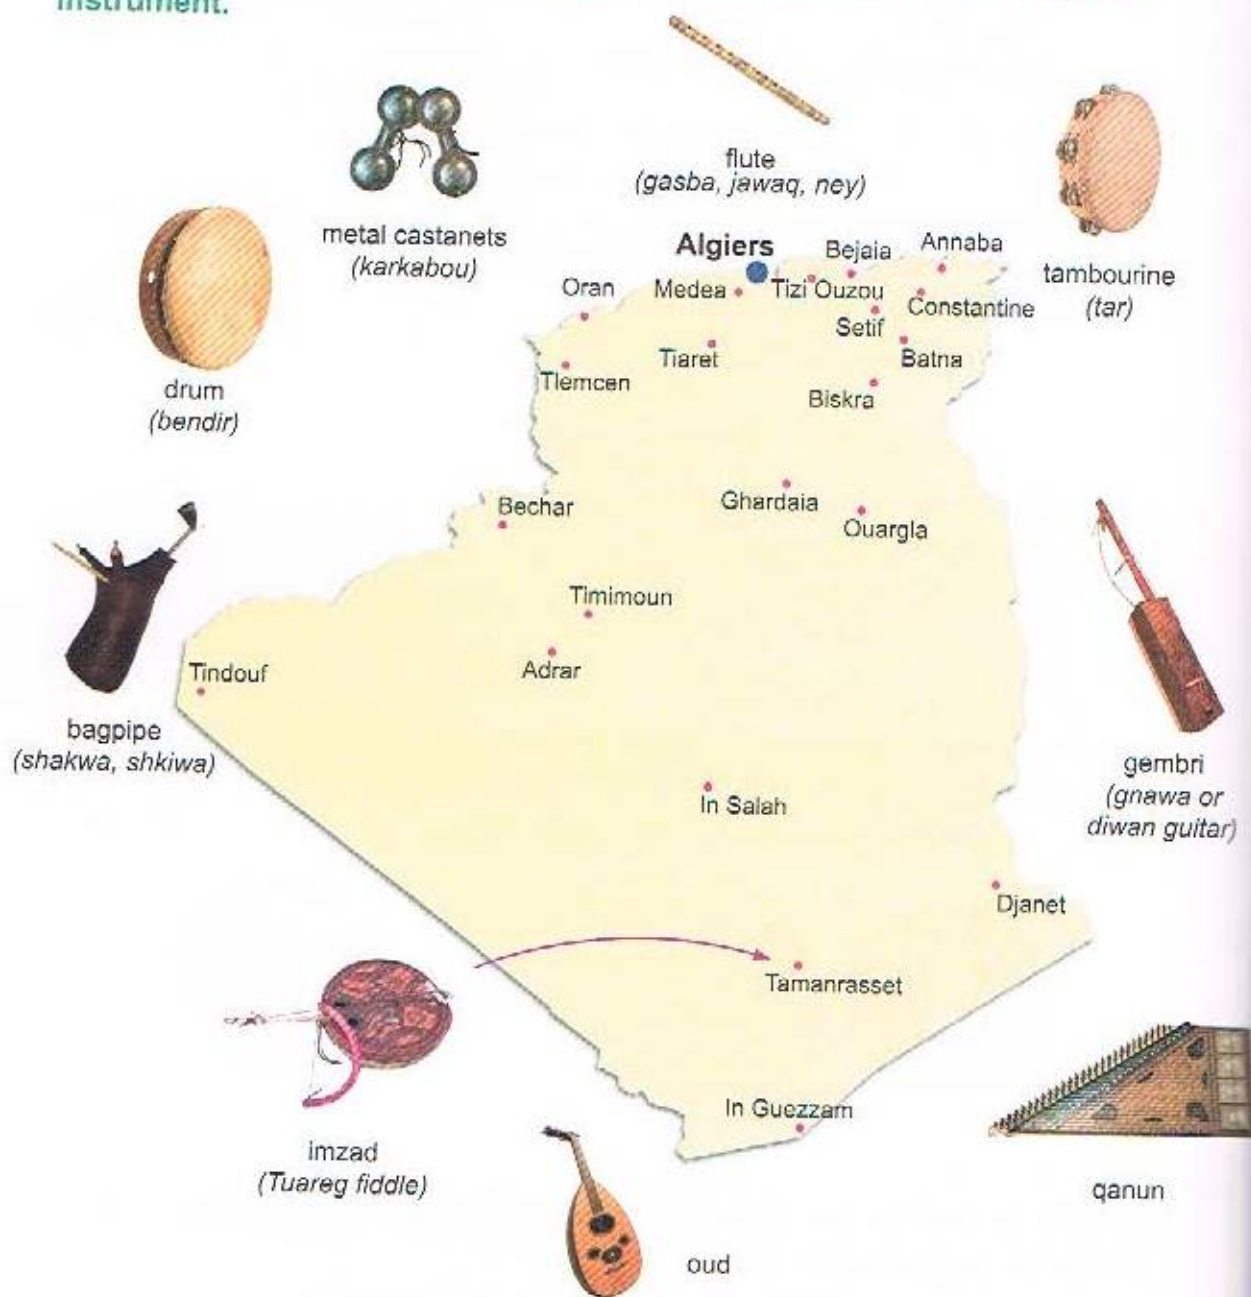 instrument.
flute
(gasba, jawaq, ney)
metal castanets
(karkabou)
tambourine
(tar)
drum
(bendir)
Algiers
Bejaia
Annaba
Oran
Medea
Tizi Ouzou
Constantine
Setif
Tiaret
Batna
Tlemcen
Biskra
Bechar
Ghardaia
Ouargla
Timimoun
Adrar
Tindouf
bagpipe
(shakwa, shkiwa)
gembri
(gnawa or
diwan guitar)
In Salah
Djanet
Tamanrasset
In Guezzam
imzad
(Tuareg fiddle)
oud
qanun